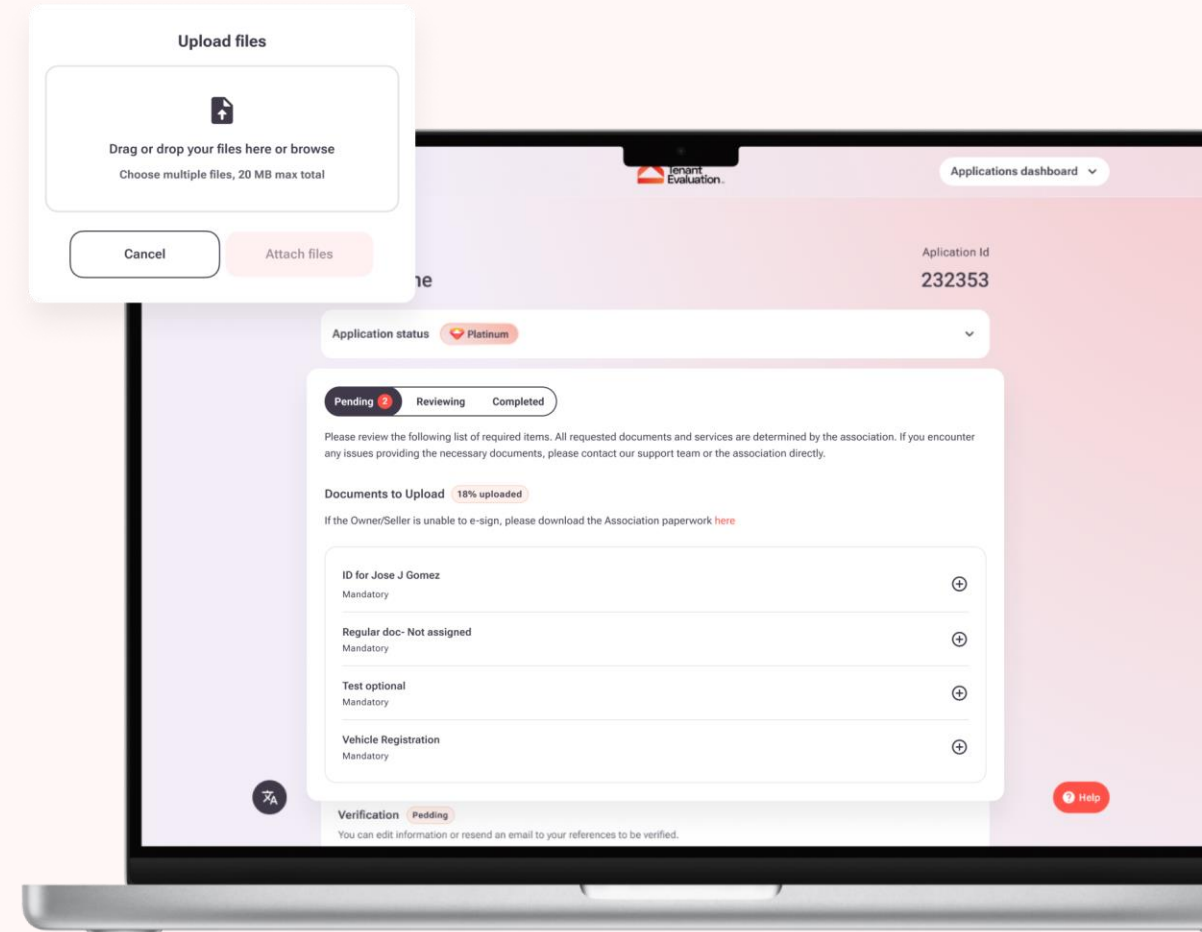 Upload files
Drag or drop your files here or browse
Choose multiple files, 20 MB max total
Cancel
Attach files
Tenant
Evaluation
Applications dashboard
Aplication Id
232353
Application status
Platinum
Pending 2
Reviewing
Completed
Please review the following list of required items. All requested documents and services are determined by the association. If you encounter
any issues providing the necessary documents, please contact our support team or the association directly.
Documents to Upload
18% uploaded
If the Owner/Seller is unable to e-sign, please download the Association paperwork here
ID for Jose J Gomez
Mandatory
Regular doc- Not assigned
Mandatory
Test optional
Mandatory
Vehicle Registration
Mandatory
Help
Verification
Pedding
You can edit information or resend an email to your references to be verified.